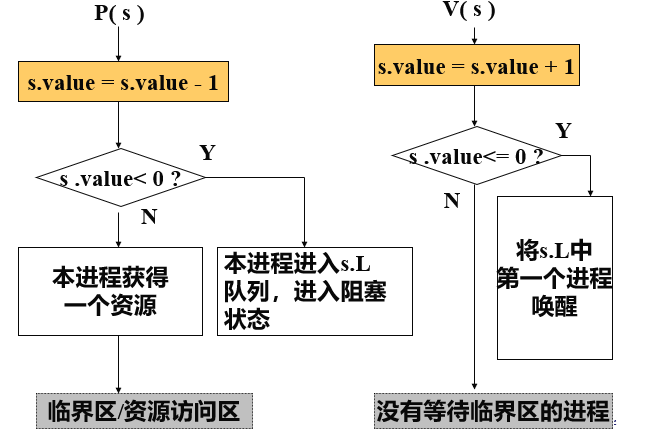 P( s )
s.value = s.value - 1
s .value< 0 ?
Y
N
本进程获得
一个资源
本进程进入s.L
队列，进入阻塞
状态
临界区/资源访问区
V( s )
s.value = s.value + 1
s .value<= 0 ?
Y
N
将s.L中
第一个进程
唤醒
没有等待临界区的进程.